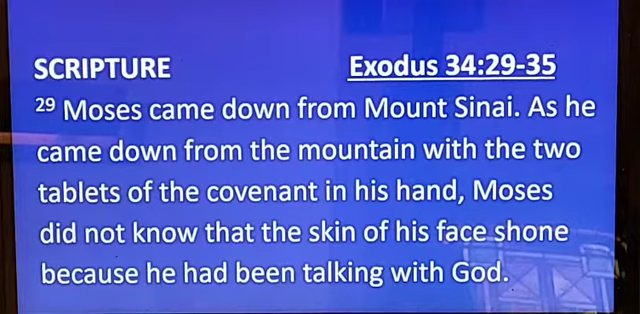 SCRIPTURE Exodus 34:29-35
29 Moses came down from Mount Sinai. As he
came down from the mountain with the two
tablets of the covenant in his hand, Moses
did not know that the skin of his face shone
because he had been talking with God.